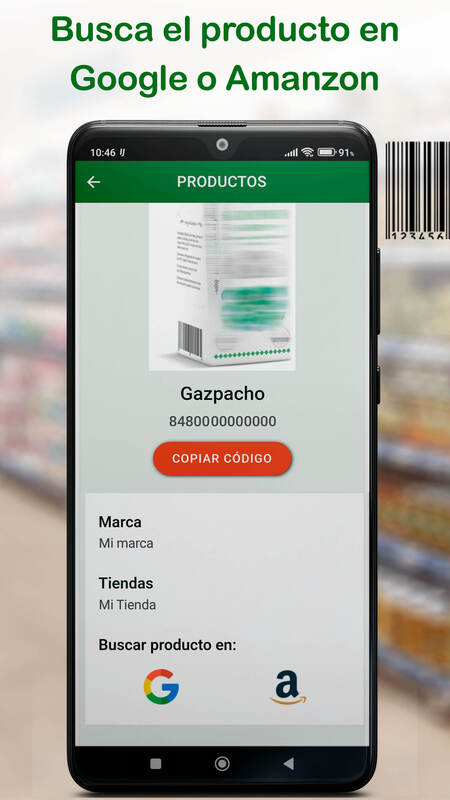 Busca el producto en
Google o Amanzon
10:46
91%
PRODUCTOS
123456
Gazpacho
8480000000000
COPIAR CÓDIGO
Marca
Mi marca
Tiendas
Mi Tienda
Buscar producto en:
G
a